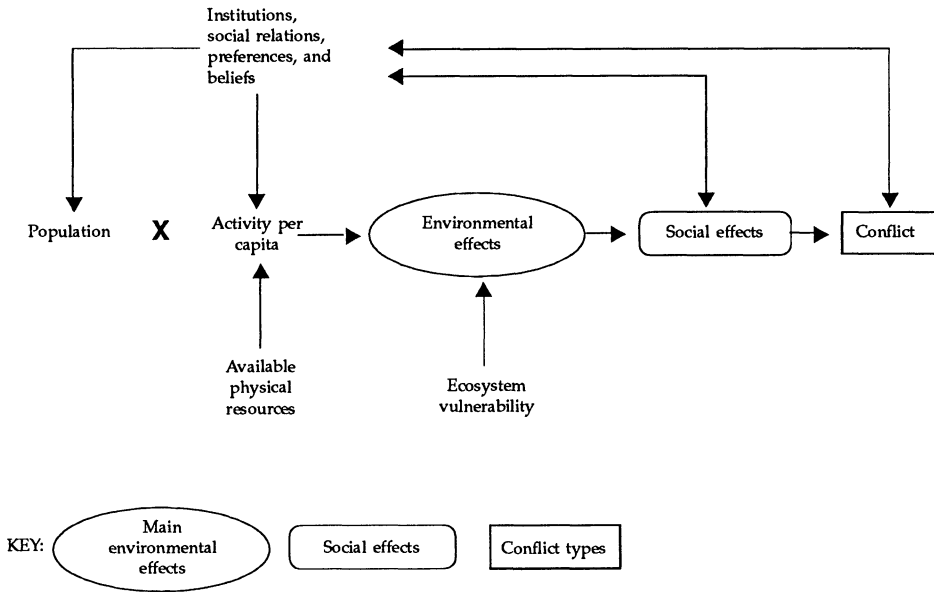 Institutions,
social relations,
preferences, and
beliefs
Population
X
Activity per
capita
Environmental
effects
Social effects
Conflict
Available
physical
resources
Ecosystem
vulnerability
KEY:
Main
environmental
effects
Social effects
Conflict types